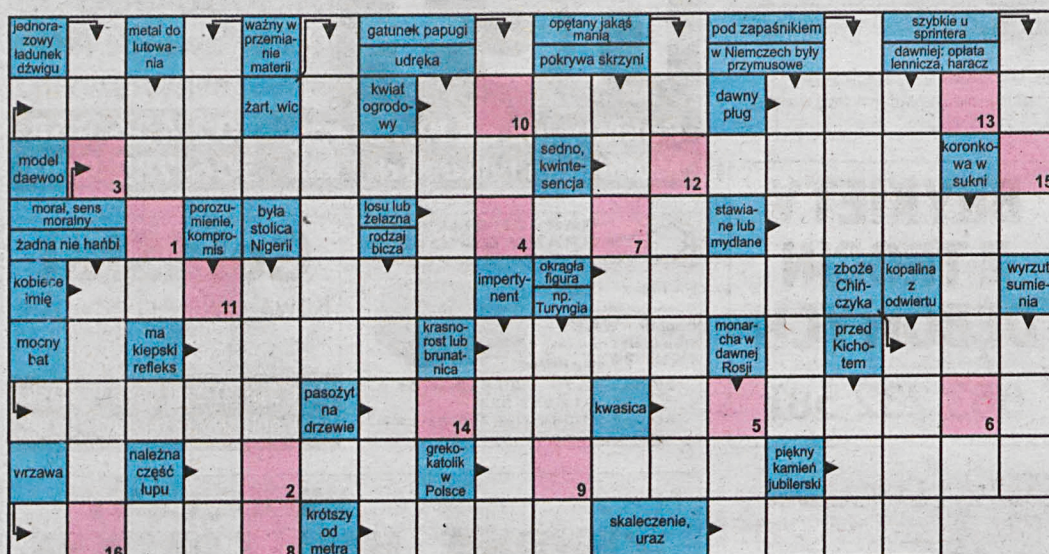 jednora-
zowy
ładunek
dźwigu
metal do
lutowa-
nia
ważny w
przemia-
nie
materii
gatunek papugi
udręka
opętany jakąś
manią
pokrywa skrzyni
pod zapaśnikiem
w Niemczech były
przymusowe
szybkie u
sprintera
dawniej: opłata
lennicza, haracz
żart, wic
kwiat
ogrodo-
wy
10
dawny
pług
13
model
daewoo
3
sedno,
kwinte-
sencja
12
koronko-
wa w
sukni
15
morał, sens
moralny
żadna nie hańbi
1
porozu-
mienie,
kompro-
mis
była
stolica
Nigerii
losu lub
żelazna
rodzaj
bicza
4
7
stawia-
ne lub
mydlane
kobiece
imię
11
imperty-
nent
okrągła
figura
np.
Turyngia
zboże
Chiń-
czyka
kopalina
z
odwiertu
wyrzut
sumie-
nia
mocny
bat
ma
kiepski
refleks
krasno-
rost lub
brunat-
nica
monar-
cha w
dawnej
Rosji
przed
Kicho-
tem
pasożyt
na
drzewie
14
kwasica
5
6
vrzawa
należna
część
łupu
2
greko-
katolik
w
Polsce
9
piękny
kamień
jubilerski
16
8
krótszy
od
metra
skaleczenie,
uraz